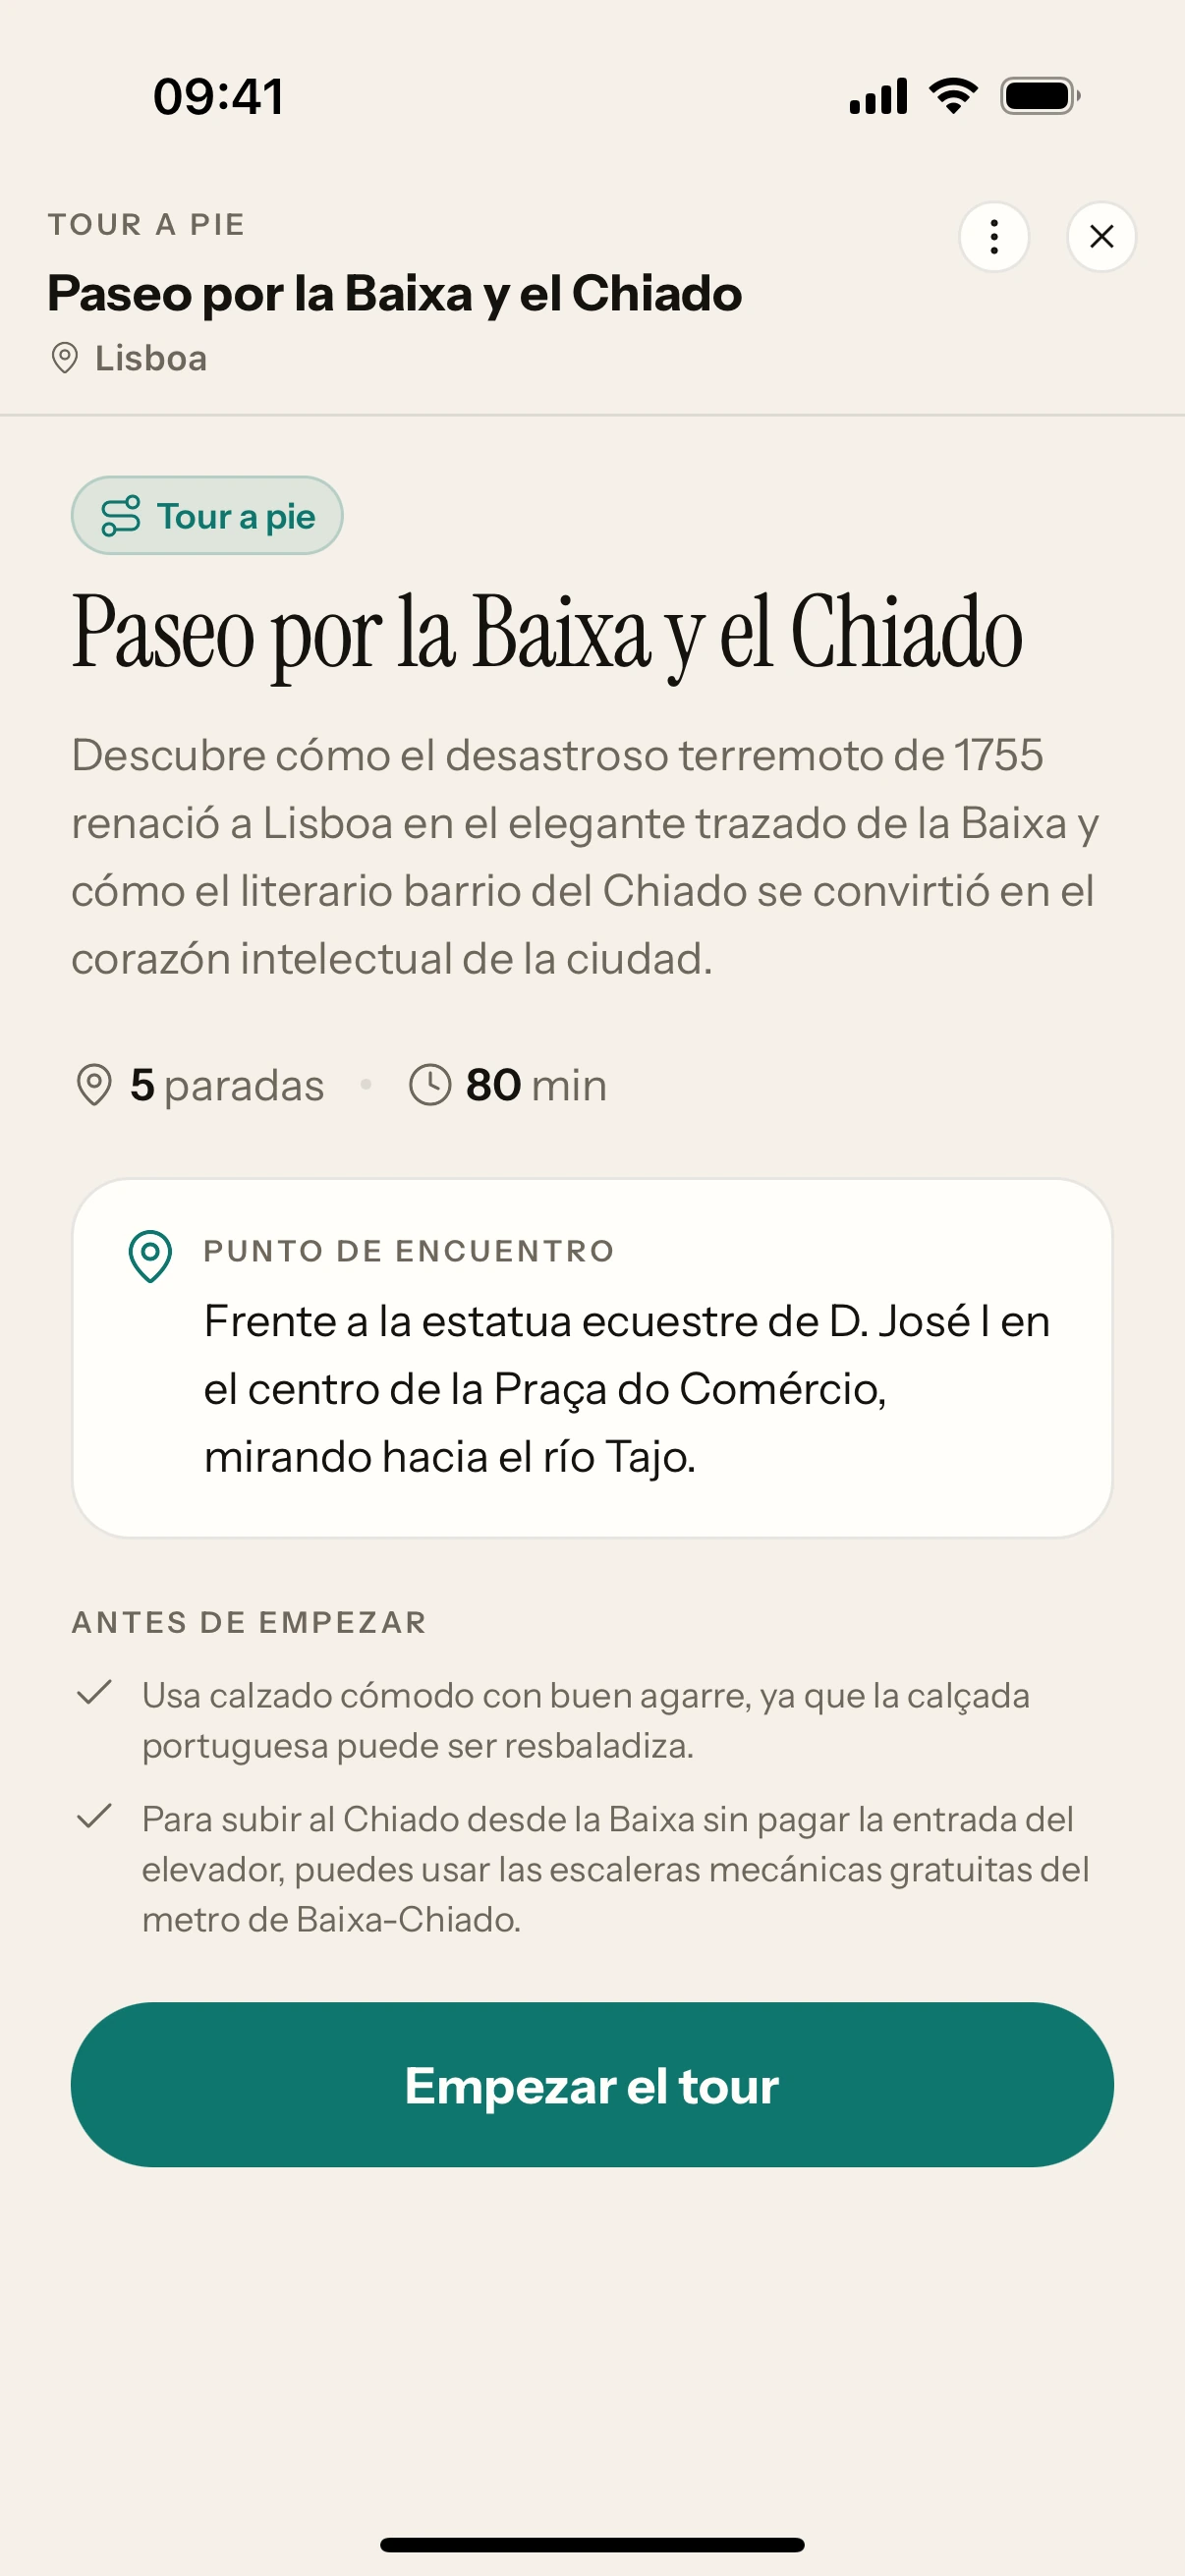 09:41
TOUR A PIE
Paseo por la Baixa y el Chiado
Lisboa
Tour a pie
Paseo por la Baixa y el Chiado
Descubre cómo el desastroso terremoto de 1755
renació a Lisboa en el elegante trazado de la Baixa y
cómo el literario barrio del Chiado se convirtió en el
corazón intelectual de la ciudad.
5 paradas • 80 min
PUNTO DE ENCUENTRO
Frente a la estatua ecuestre de D. José I en
el centro de la Praça do Comércio,
mirando hacia el río Tajo.
ANTES DE EMPEZAR
Usa calzado cómodo con buen agarre, ya que la calçada
portuguesa puede ser resbaladiza.
Para subir al Chiado desde la Baixa sin pagar la entrada del
elevador, puedes usar las escaleras mecánicas gratuitas del
metro de Baixa-Chiado.
Empezar el tour